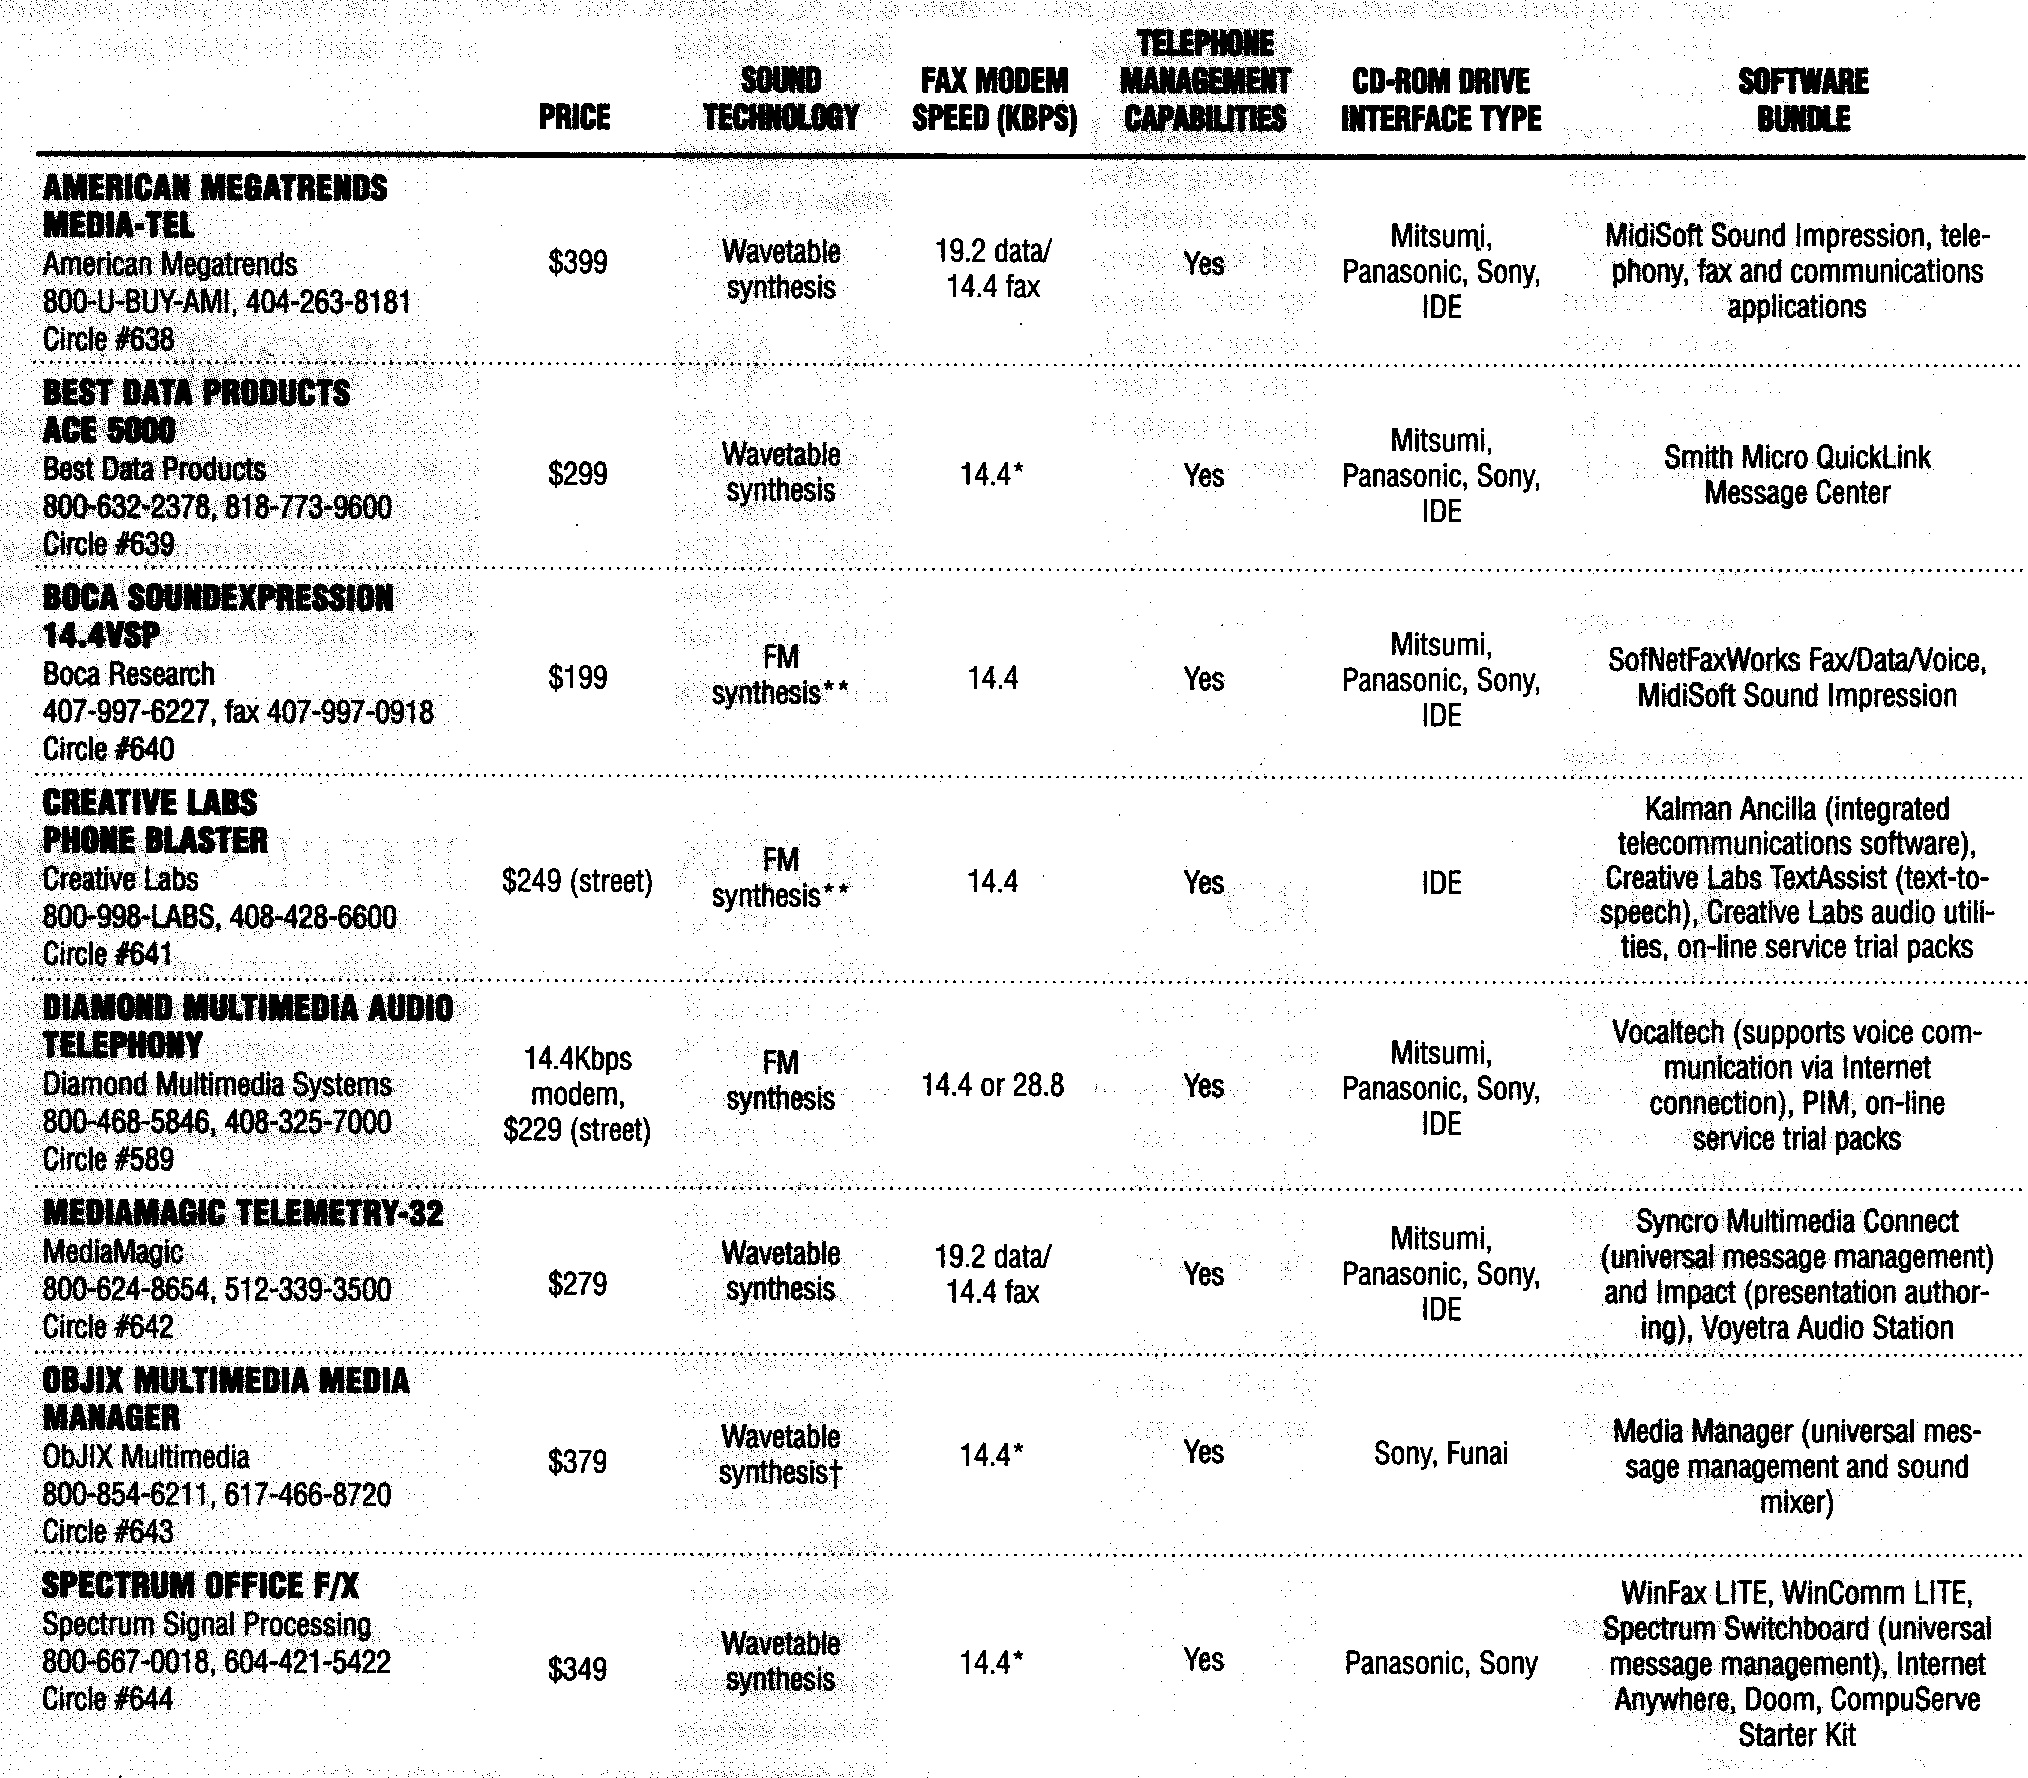 PRICE
SOUND
TECHNOLOGY
FAX MODEM
SPEED (KBPS)
TELEPHONE
MANAGEMENT
CAPABILITIES
CD-ROM DRIVE
INTERFACE TYPE
SOFTWARE
BUNDLE
AMERICAN MEGATRENDS
MEDIA-TEL
American Megatrends
800-U-BUY-AMI, 404-263-8181
Circle #638
$399
Wavetable
synthesis
19.2 data/
14.4 fax
Yes
Mitsumi,
Panasonic, Sony,
IDE
MidiSoft Sound Impression, tele-
phony, fax and communications
applications
BEST DATA PRODUCTS
ACE 5000
Best Data Products
800-632-2378, 818-773-9600
Circle #639
$299
Wavetable
synthesis
14.4*
Yes
Mitsumi,
Panasonic, Sony,
IDE
Smith Micro QuickLink
Message Center
BOCA SOUNDEXPRESSION
14.4VSP
Boca Research
407-997-6227, fax 407-997-0918
Circle #640
$199
FM
synthesis**
14.4
Yes
Mitsumi,
Panasonic, Sony,
IDE
SofNetFaxWorks Fax/Data/Voice,
MidiSoft Sound Impression
CREATIVE LABS
PHONE BLASTER
Creative Labs
800-998-LABS, 408-428-6600
Circle #641
$249 (street)
FM
synthesis**
14.4
Yes
IDE
Kalman Ancilla (integrated
telecommunications software),
Creative Labs TextAssist (text-to-
speech), Creative Labs audio utili-
ties, on-line service trial packs
DIAMOND MULTIMEDIA AUDIO
TELEPHONY
Diamond Multimedia Systems
800-468-5846, 408-325-7000
Circle #589
14.4Kbps
modem,
$229 (street)
FM
synthesis
14.4 or 28.8
Yes
Mitsumi,
Panasonic, Sony,
IDE
Vocaltech (supports voice com-
munication via Internet
connection), PIM, on-line
service trial packs
MEDIAMAGIC TELEMETRY-32
MediaMagic
800-624-8654, 512-339-3500
Circle #642
$279
Wavetable
synthesis
19.2 data/
14.4 fax
Yes
Mitsumi,
Panasonic, Sony,
IDE
Syncro Multimedia Connect
(universal message management)
and Impact (presentation author-
ing), Voyetra Audio Station
OBJIX MULTIMEDIA MEDIA
MANAGER
ObJIX Multimedia
800-854-6211, 617-466-8720
Circle #643
$379
Wavetable
synthesis†
14.4*
Yes
Sony, Funai
Media Manager (universal mes-
sage management and sound
mixer)
SPECTRUM OFFICE F/X
Spectrum Signal Processing
800-667-0018, 604-421-5422
Circle #644
$349
Wavetable
synthesis
14.4*
Yes
Panasonic, Sony
WinFax LITE, WinComm LITE,
Spectrum Switchboard (universal
message management), Internet
Anywhere, Doom, CompuServe
Starter Kit